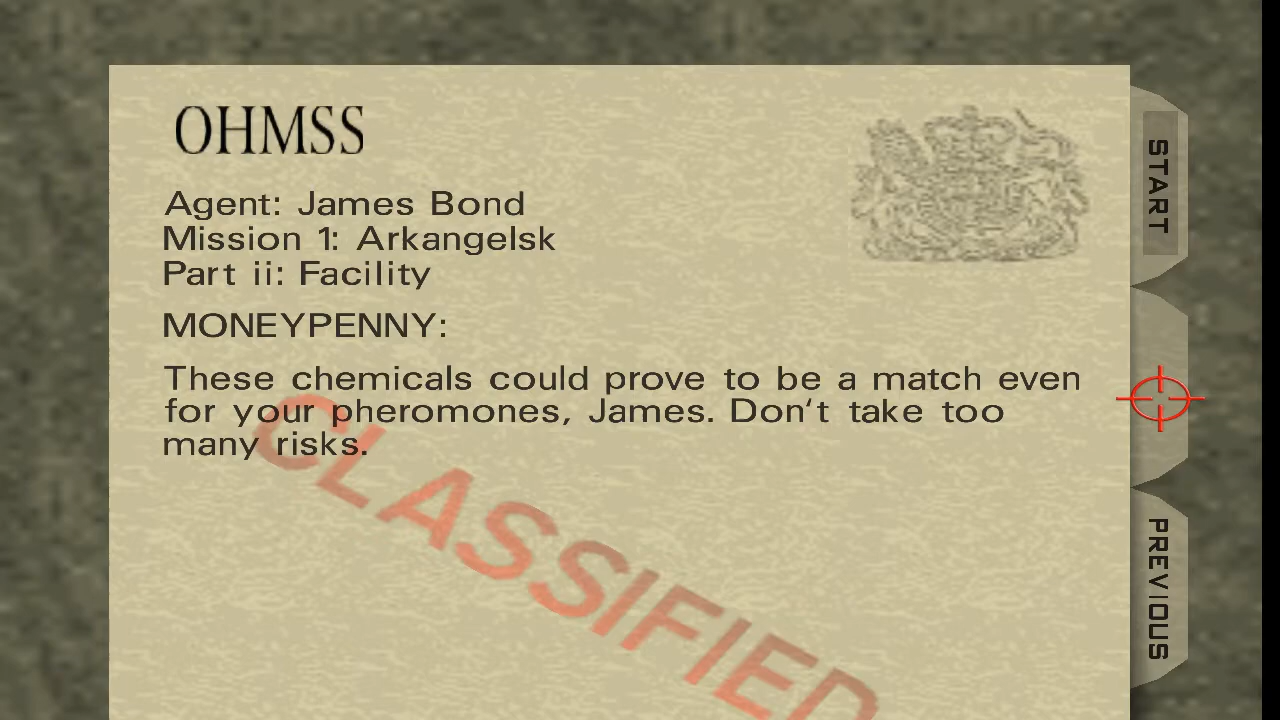 OHMSS
Agent: James Bond
Mission 1: Arkangelsk
Part ii: Facility
MONEYPENNY:
These chemicals could prove to be a match even
for your pheromones, James. Don't take too
many risks.
CLASSIFIED
START
PREVIOUS